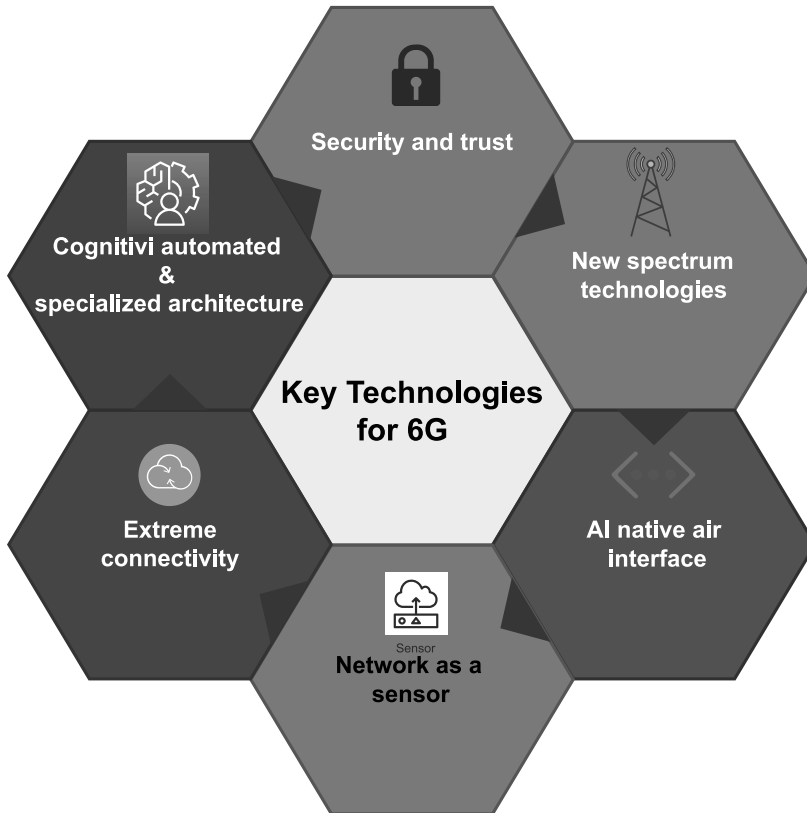 Security and trust
Cognitivi automated
&
specialized architecture
New spectrum
technologies
Key Technologies
for 6G
Extreme
connectivity
AI native air
interface
Sensor
Network as a
sensor